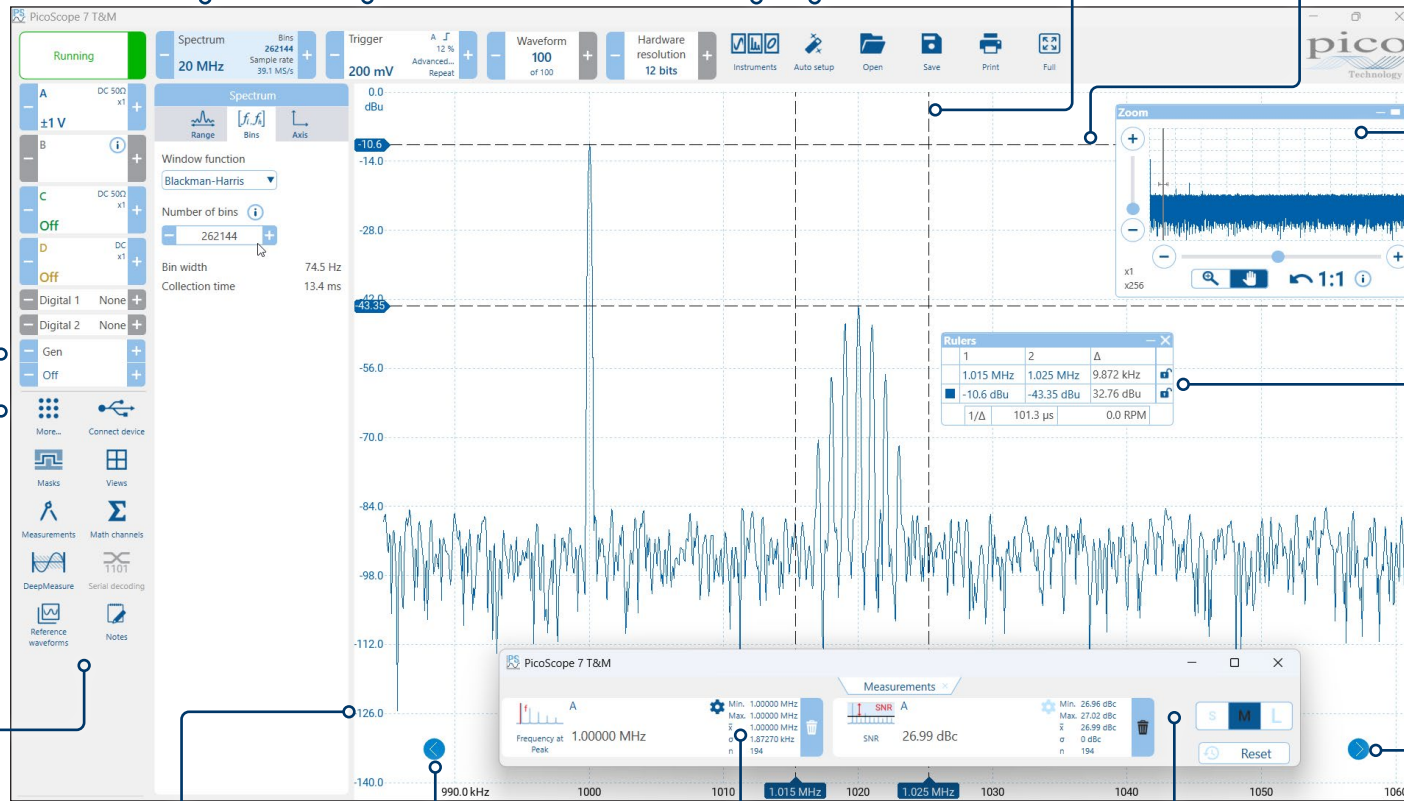 PicoScope 7 T&M
Running
Spectrum
20 MHz
Bins
262144
Sample rate
39.1 MS/s
Trigger
200 mV
A
12 %
Advanced...
Repeat
Waveform
100
of 100
Hardware
resolution
12 bits
Instruments
Auto setup
Open
Save
Print
Full
pico
Technology
A
DC 50Ω
x1
±1 V
B
C
DC 50Ω
x1
Off
D
DC
x1
Off
Digital 1 None
Digital 2 None
Gen
Off
More...
Connect device
Masks
Views
Measurements
Math channels
DeepMeasure
1101
Serial decoding
Reference
waveforms
Notes
Spectrum
Range
Bins
Axis
Window function
Blackman-Harris
Number of bins
262144
Bin width 74.5 Hz
Collection time 13.4 ms
0.0
dBu
-10.6
-14.0
-28.0
-42.0
-43.35
-56.0
-70.0
-84.0
-98.0
-112.0
-126.0
-140.0
Zoom
x1
x256
1:1
Rulers
1 2 Δ
1.015 MHz 1.025 MHz 9.872 kHz
-10.6 dBu -43.35 dBu 32.76 dBu
1/Δ 101.3 µs 0.0 RPM
PicoScope 7 T&M
Measurements
A
Frequency at
Peak
1.00000 MHz
Min. 1.00000 MHz
Max. 1.00000 MHz
x̄ 1.00000 MHz
σ 1.87270 kHz
n 194
SNR
A
SNR
26.99 dBc
Min. 26.96 dBc
Max. 27.02 dBc
x̄ 26.99 dBc
σ 0 dBc
n 194
S M L
Reset
990.0 kHz 1000 1010 1.015 MHz 1020 1.025 MHz 1030 1040 1050 1060